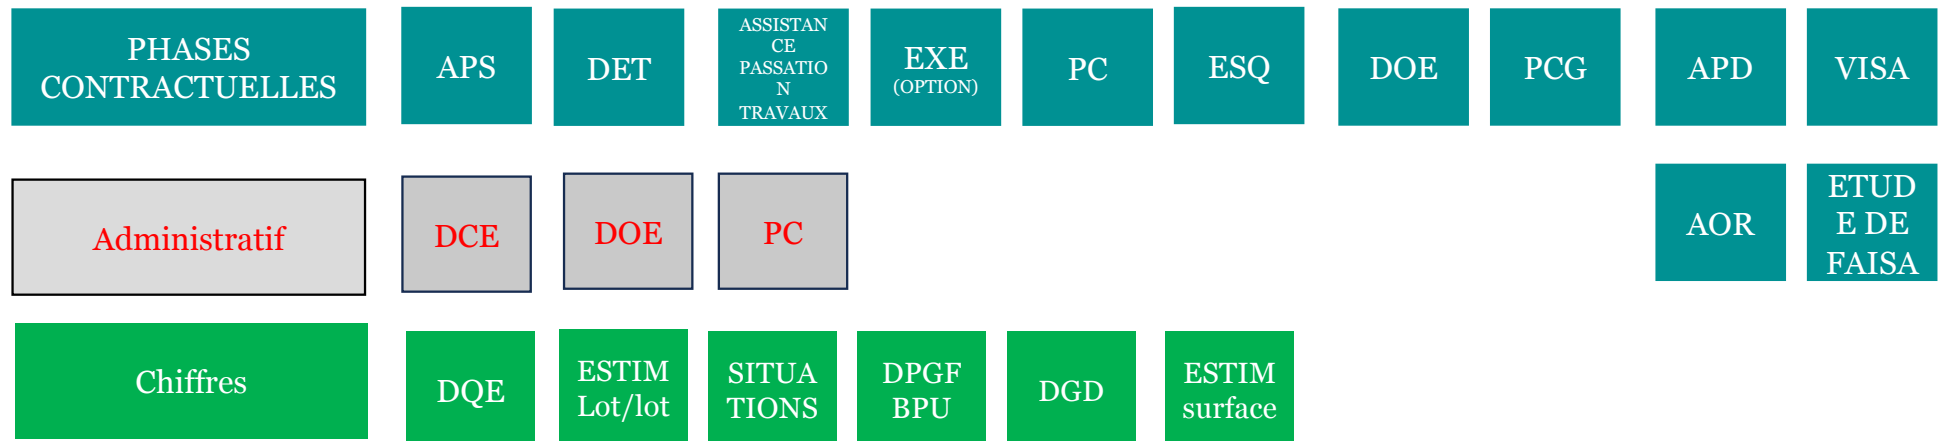 PHASES
CONTRACTUELLES
APS
DET
ASSISTAN
CE
PASSATIO
N
TRAVAUX
EXE
(OPTION)
PC
ESQ
DOE
PCG
APD
VISA
Administratif
DCE
DOE
PC
AOR
ETUD
E DE
FAISA
Chiffres
DQE
ESTIM
Lot/lot
SITUA
TIONS
DPGF
BPU
DGD
ESTIM
surface